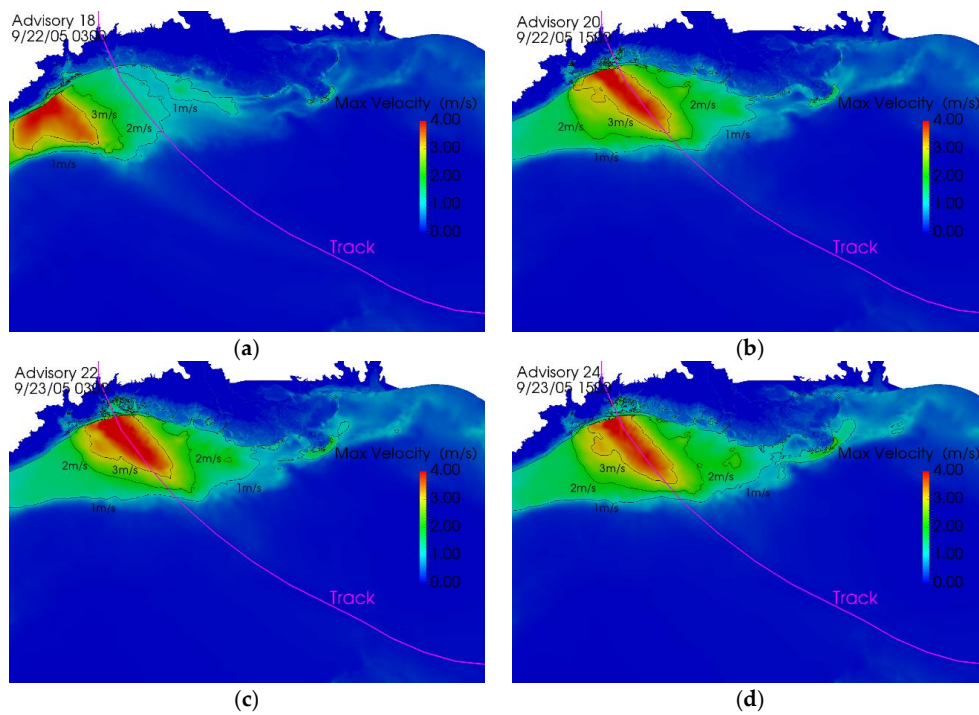 Advisory 18
9/22/05 0300
1m/s
3m/s
2m/s
1m/s
Max Velocity (m/s)
4.00
3.00
2.00
1.00
0.00
Track
(a)
Advisory 20
9/22/05 1500
2m/s
2m/s
3m/s
1m/s
1m/s
Max Velocity (m/s)
4.00
3.00
2.00
1.00
0.00
Track
(b)
Advisory 22
9/23/05 0300
2m/s
3m/s
2m/s
1m/s
1m/s
Max Velocity (m/s)
4.00
3.00
2.00
1.00
0.00
Track
(c)
Advisory 24
9/23/05 1500
3m/s
2m/s
2m/s
1m/s
1m/s
Max Velocity (m/s)
4.00
3.00
2.00
1.00
0.00
Track
(d)